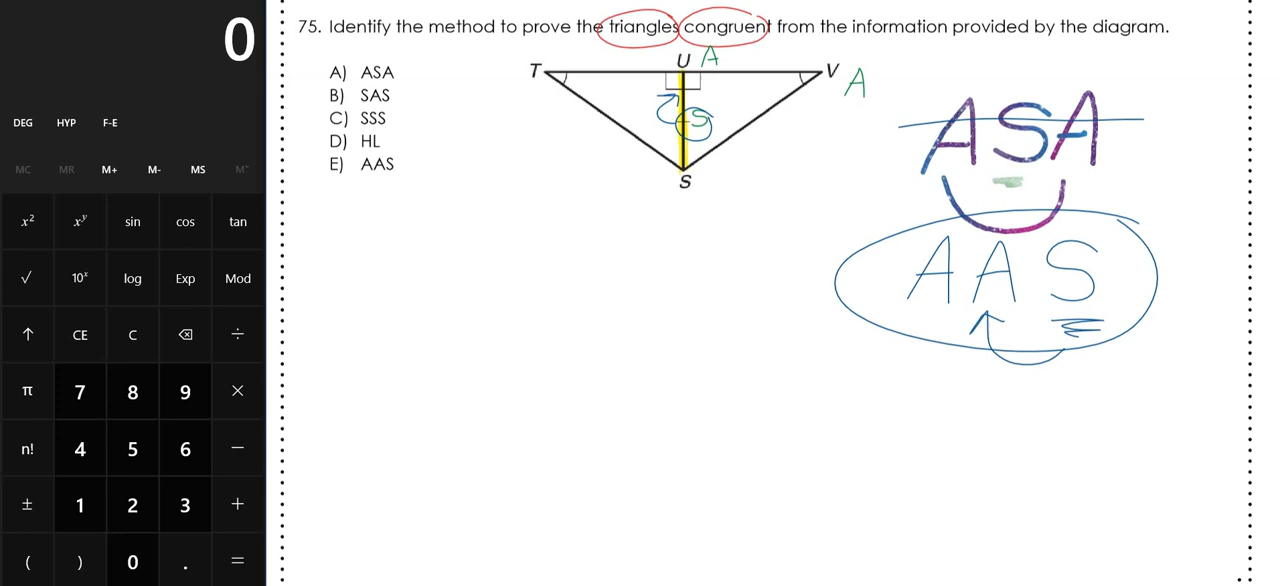 0
DEG HYP F-E
MC MR M+ M- MS M˅
x² xʸ sin cos tan
√ 10ˣ log Exp Mod
↑ CE C ⌫ ÷
π 7 8 9 ×
n! 4 5 6 −
± 1 2 3 +
( ) 0 . =
75. Identify the method to prove the triangles congruent from the information provided by the diagram.
A) ASA
B) SAS
C) SSS
D) HL
E) AAS
T U A V A
S
S
ASA
AAS